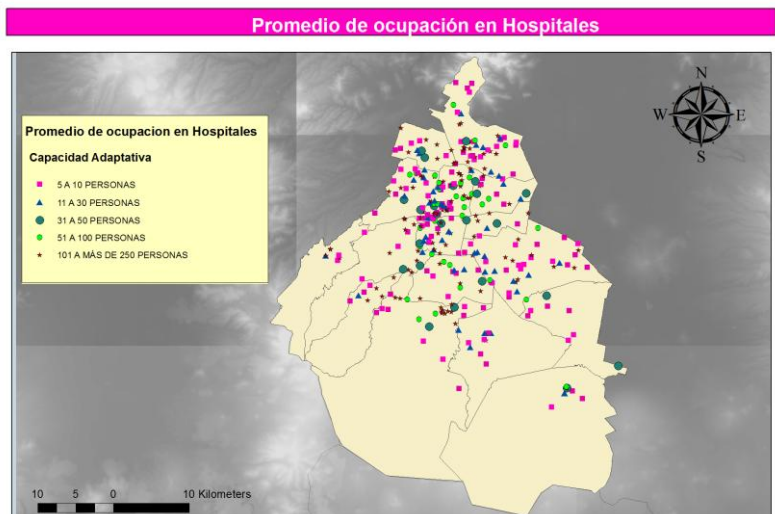 Promedio de ocupación en Hospitales
N
W E
S
Promedio de ocupacion en Hospitales
Capacidad Adaptativa
5 A 10 PERSONAS
11 A 30 PERSONAS
31 A 50 PERSONAS
51 A 100 PERSONAS
101 A MÁS DE 250 PERSONAS
10 5 0 10 Kilometers